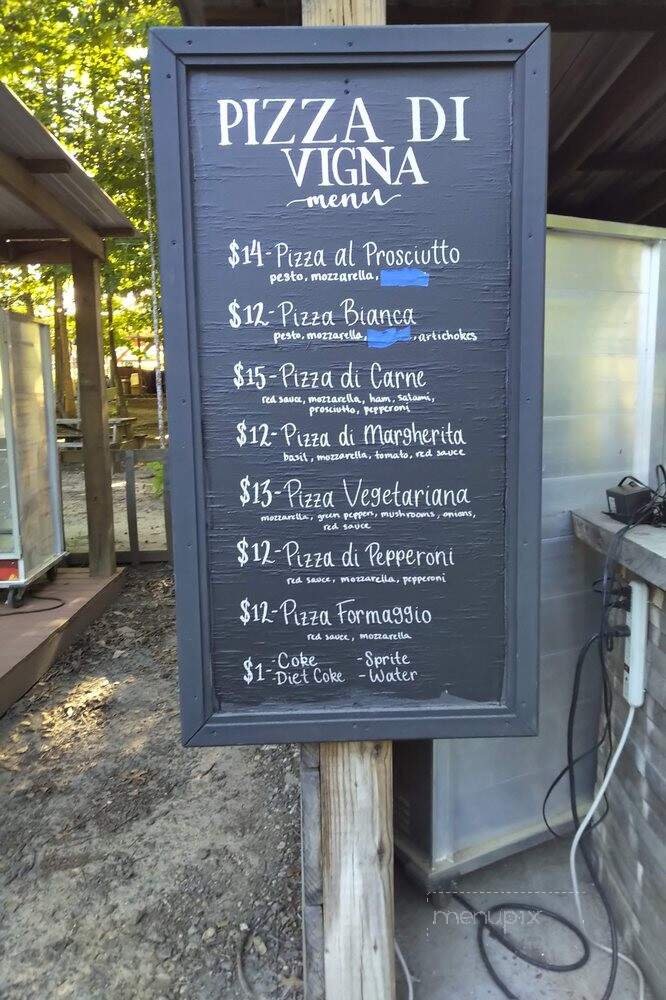 PIZZA DI
VIGNA
menu
$14-Pizza al Prosciutto
pesto, mozzarella,
$12-Pizza Bianca
pesto, mozzarella, , artichokes
$15-Pizza di Carne
red sauce, mozzarella, ham, salami,
prosciutto, pepperoni
$12-Pizza di Margherita
basil, mozzarella, tomato, red sauce
$13-Pizza Vegetariana
mozzarella, green peppers, mushrooms, onions,
red sauce
$12-Pizza di Pepperoni
red sauce, mozzarella, pepperoni
$12-Pizza Formaggio
red sauce, mozzarella
$1-Coke -Sprite
Diet Coke -Water
menupix